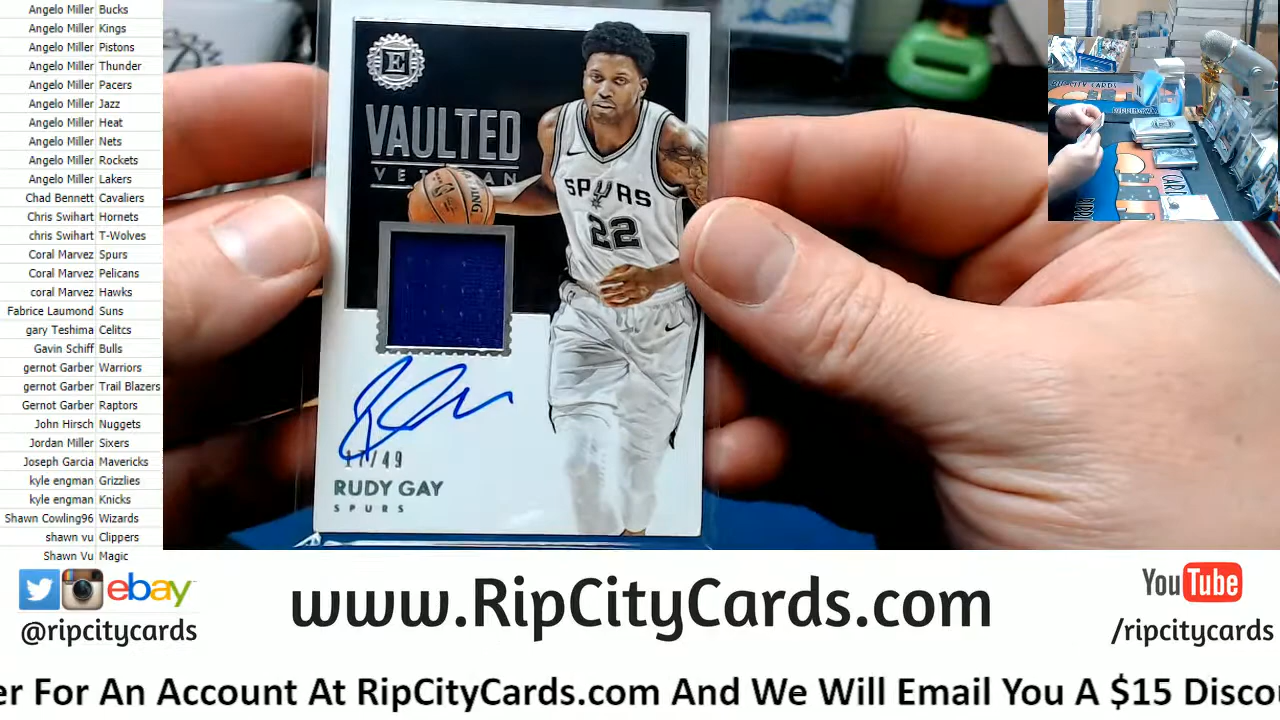 Angelo Miller Bucks
Angelo Miller Kings
Angelo Miller Pistons
Angelo Miller Thunder
Angelo Miller Pacers
Angelo Miller Jazz
Angelo Miller Heat
Angelo Miller Nets
Angelo Miller Rockets
Angelo Miller Lakers
Chad Bennett Cavaliers
Chris Swihart Hornets
chris Swihart T-Wolves
Coral Marvez Spurs
Coral Marvez Pelicans
coral Marvez Hawks
Fabrice Laumond Suns
gary Teshima Celitcs
Gavin Schiff Bulls
gernot Garber Warriors
gernot Garber Trail Blazers
Gernot Garber Raptors
John Hirsch Nuggets
Jordan Miller Sixers
Joseph Garcia Mavericks
kyle engman Grizzlies
kyle engman Knicks
Shawn Cowling96 Wizards
shawn vu Clippers
Shawn Vu Magic
E
VAULTED
VETERAN
SPURS
22
17/49
RUDY GAY
SPURS
RIP CITY CARDS
ebay
@ripcitycards
www.RipCityCards.com
YouTube
/ripcitycards
er For An Account At RipCityCards.com And We Will Email You A $15 Disco